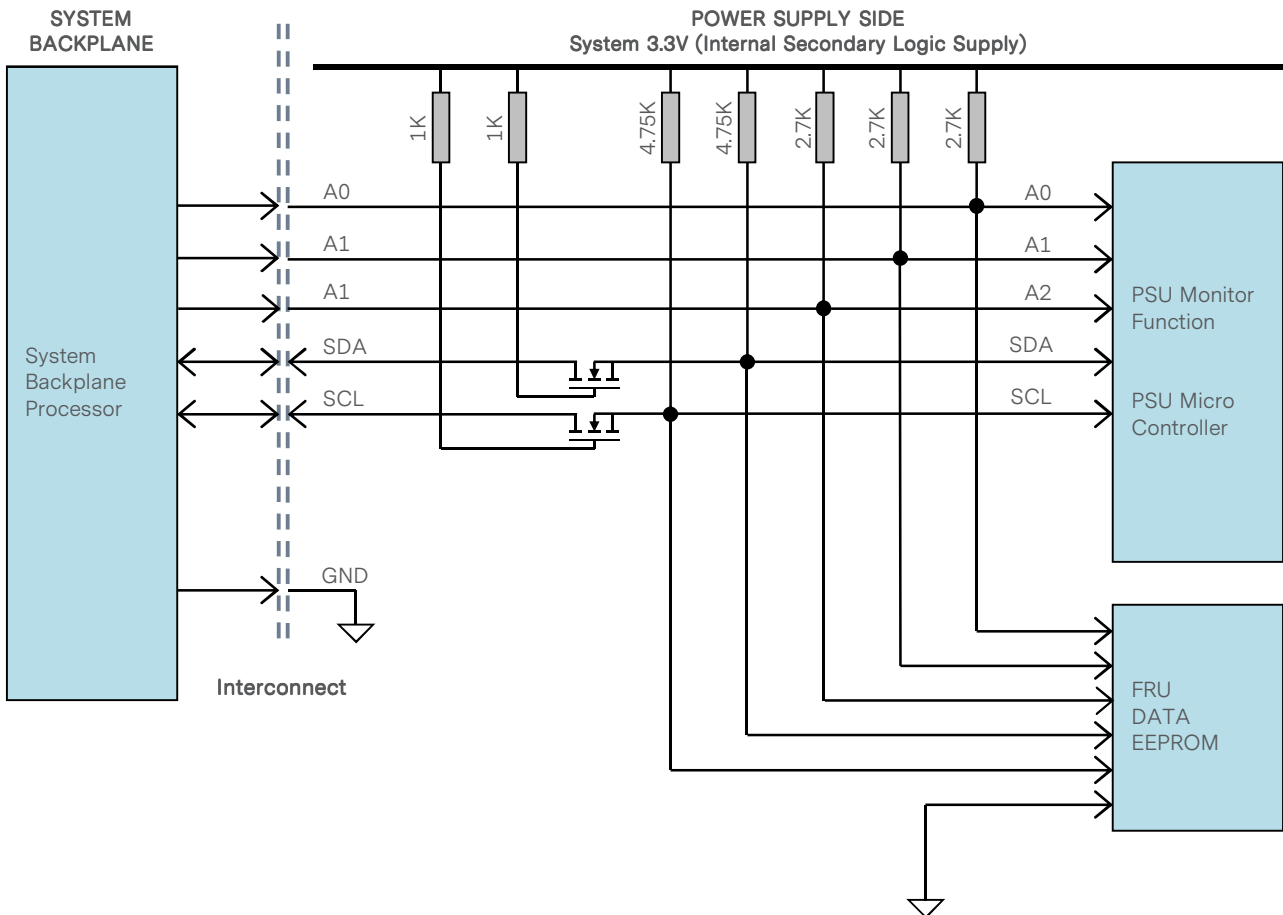 SYSTEM
BACKPLANE
POWER SUPPLY SIDE
System 3.3V (Internal Secondary Logic Supply)
1K
1K
4.75K
4.75K
2.7K
2.7K
2.7K
A0
A0
A1
A1
A1
A2
SDA
SDA
SCL
SCL
GND
System
Backplane
Processor
PSU Monitor
Function
PSU Micro
Controller
Interconnect
FRU
DATA
EEPROM